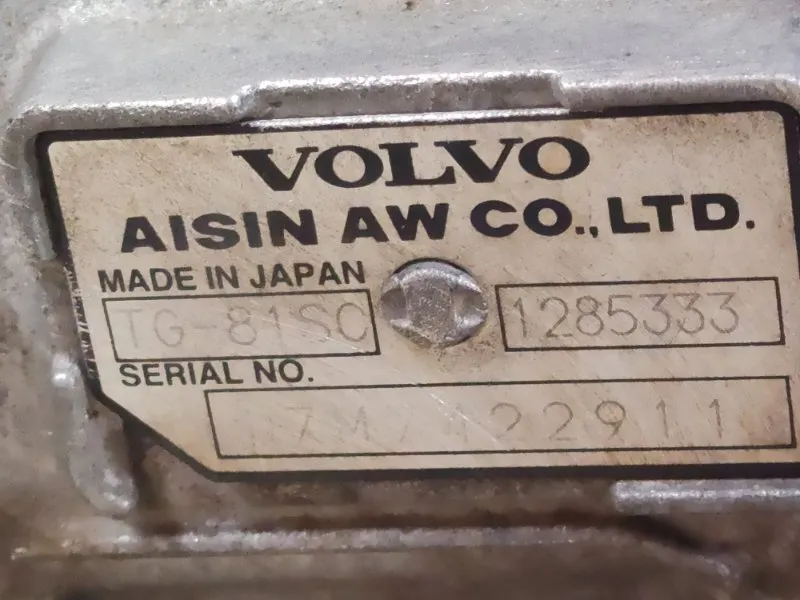 VOLVO
AISIN AW CO., LTD.
MADE IN JAPAN
TG-81SC 1285333
SERIAL NO.